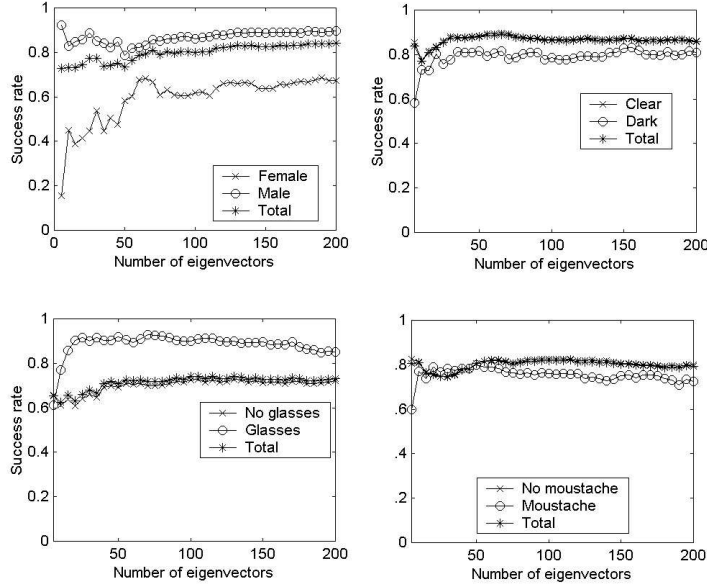 1
0.8
0.6
0.4
0.2
0
Success rate
Female
Male
Total
0
50
100
150
200
Number of eigenvectors
1
0.8
0.6
0.4
0.2
0
Success rate
Clear
Dark
Total
50
100
150
200
Number of eigenvectors
1
0.8
0.6
0.4
0.2
0
Success rate
No glasses
Glasses
Total
50
100
150
200
Number of eigenvectors
1
.8
.6
.4
.2
0
No moustache
Moustache
Total
50
100
150
200
Number of eigenvectors